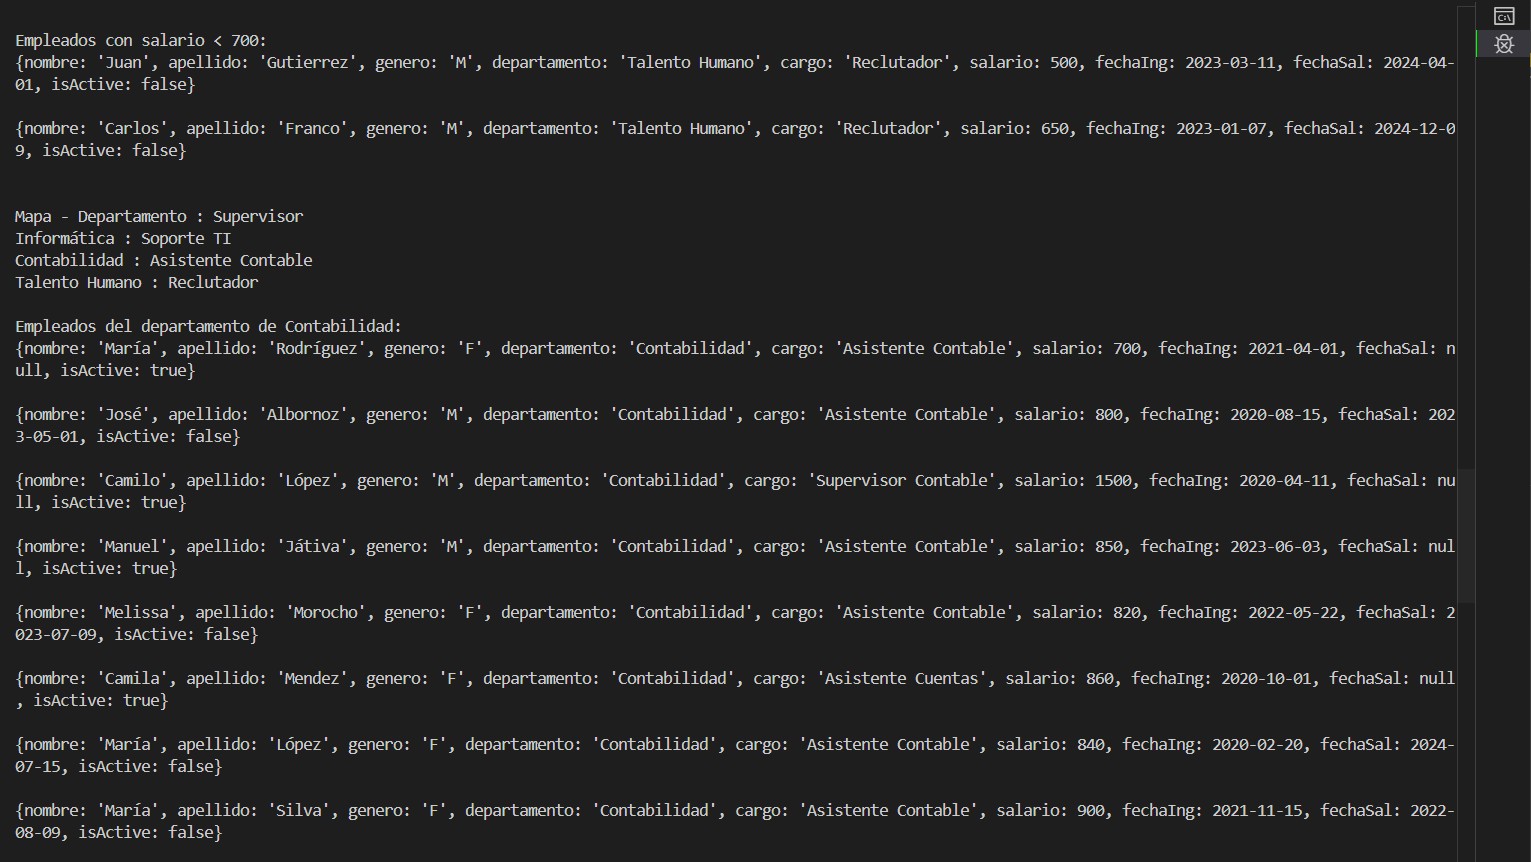 Empleados con salario < 700:
{nombre: 'Juan', apellido: 'Gutierrez', genero: 'M', departamento: 'Talento Humano', cargo: 'Reclutador', salario: 500, fechaIng: 2023-03-11, fechaSal: 2024-04-
01, isActive: false}
{nombre: 'Carlos', apellido: 'Franco', genero: 'M', departamento: 'Talento Humano', cargo: 'Reclutador', salario: 650, fechaIng: 2023-01-07, fechaSal: 2024-12-0
9, isActive: false}
Mapa - Departamento : Supervisor
Informática : Soporte TI
Contabilidad : Asistente Contable
Talento Humano : Reclutador
Empleados del departamento de Contabilidad:
{nombre: 'María', apellido: 'Rodríguez', genero: 'F', departamento: 'Contabilidad', cargo: 'Asistente Contable', salario: 700, fechaIng: 2021-04-01, fechaSal: n
ull, isActive: true}
{nombre: 'José', apellido: 'Albornoz', genero: 'M', departamento: 'Contabilidad', cargo: 'Asistente Contable', salario: 800, fechaIng: 2020-08-15, fechaSal: 202
3-05-01, isActive: false}
{nombre: 'Camilo', apellido: 'López', genero: 'M', departamento: 'Contabilidad', cargo: 'Supervisor Contable', salario: 1500, fechaIng: 2020-04-11, fechaSal: nu
ll, isActive: true}
{nombre: 'Manuel', apellido: 'Játiva', genero: 'M', departamento: 'Contabilidad', cargo: 'Asistente Contable', salario: 850, fechaIng: 2023-06-03, fechaSal: nul
l, isActive: true}
{nombre: 'Melissa', apellido: 'Morocho', genero: 'F', departamento: 'Contabilidad', cargo: 'Asistente Contable', salario: 820, fechaIng: 2022-05-22, fechaSal: 2
023-07-09, isActive: false}
{nombre: 'Camila', apellido: 'Mendez', genero: 'F', departamento: 'Contabilidad', cargo: 'Asistente Cuentas', salario: 860, fechaIng: 2020-10-01, fechaSal: null
, isActive: true}
{nombre: 'María', apellido: 'López', genero: 'F', departamento: 'Contabilidad', cargo: 'Asistente Contable', salario: 840, fechaIng: 2020-02-20, fechaSal: 2024-
07-15, isActive: false}
{nombre: 'María', apellido: 'Silva', genero: 'F', departamento: 'Contabilidad', cargo: 'Asistente Contable', salario: 900, fechaIng: 2021-11-15, fechaSal: 2022-
08-09, isActive: false}